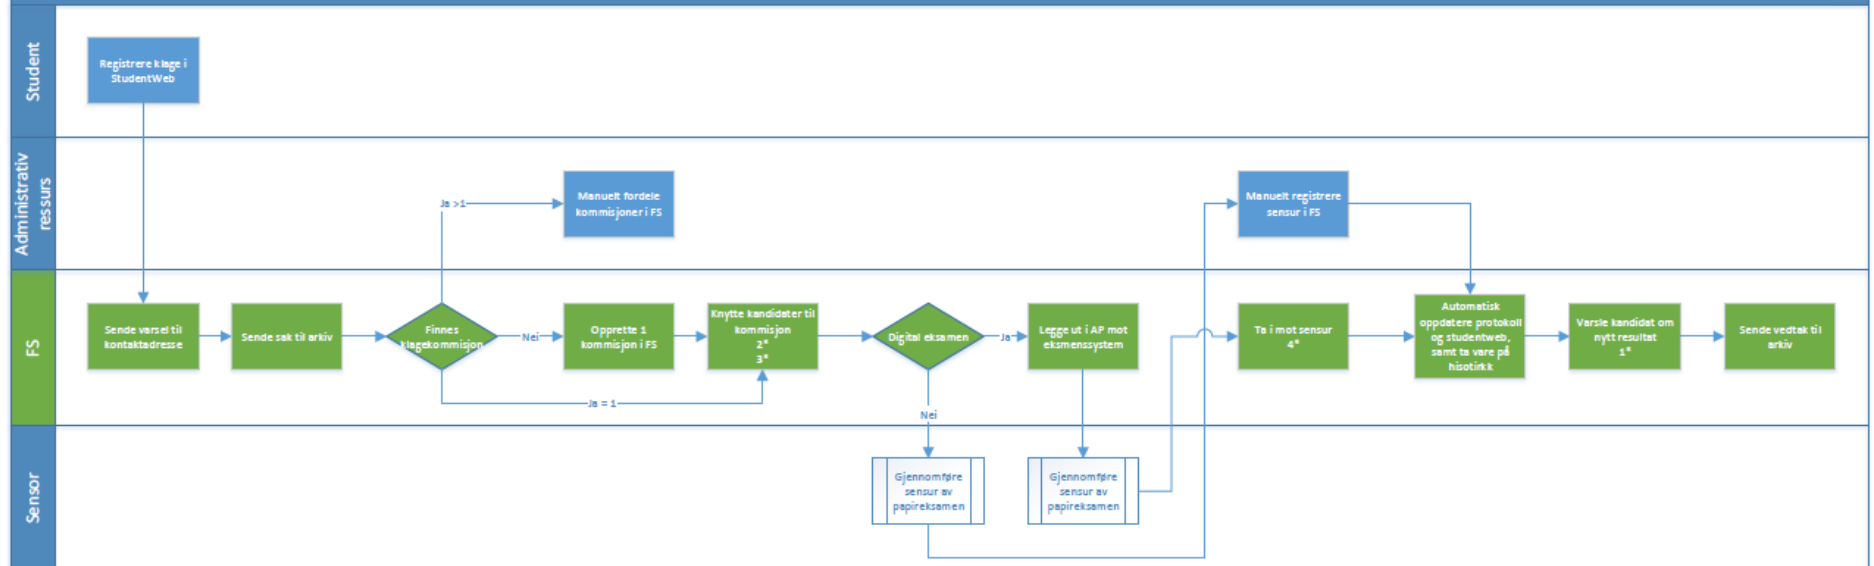 Student
Registrere klage i
StudentWeb
Administrativ
ressurs
Ja >1
Manuelt fordele
kommisjoner i FS
Manuelt registrere
sensur i FS
FS
Sende varsel til
kontaktadresse
Sende sak til arkiv
Finnes
klagekommisjon
Nei
Opprette 1
kommisjon i FS
Knytte kandidater til
kommisjon
2*
3*
Ja = 1
Digital eksamen
Ja
Nei
Legge ut i AP mot
eksmenssystem
Ta i mot sensur
4*
Automatisk
oppdatere protokoll
og studentweb,
samt ta vare på
hisotirkk
Varsle kandidat om
nytt resultat
1*
Sende vedtak til
arkiv
Sensor
Gjennomføre
sensur av
papireksamen
Gjennomføre
sensur av
papireksamen